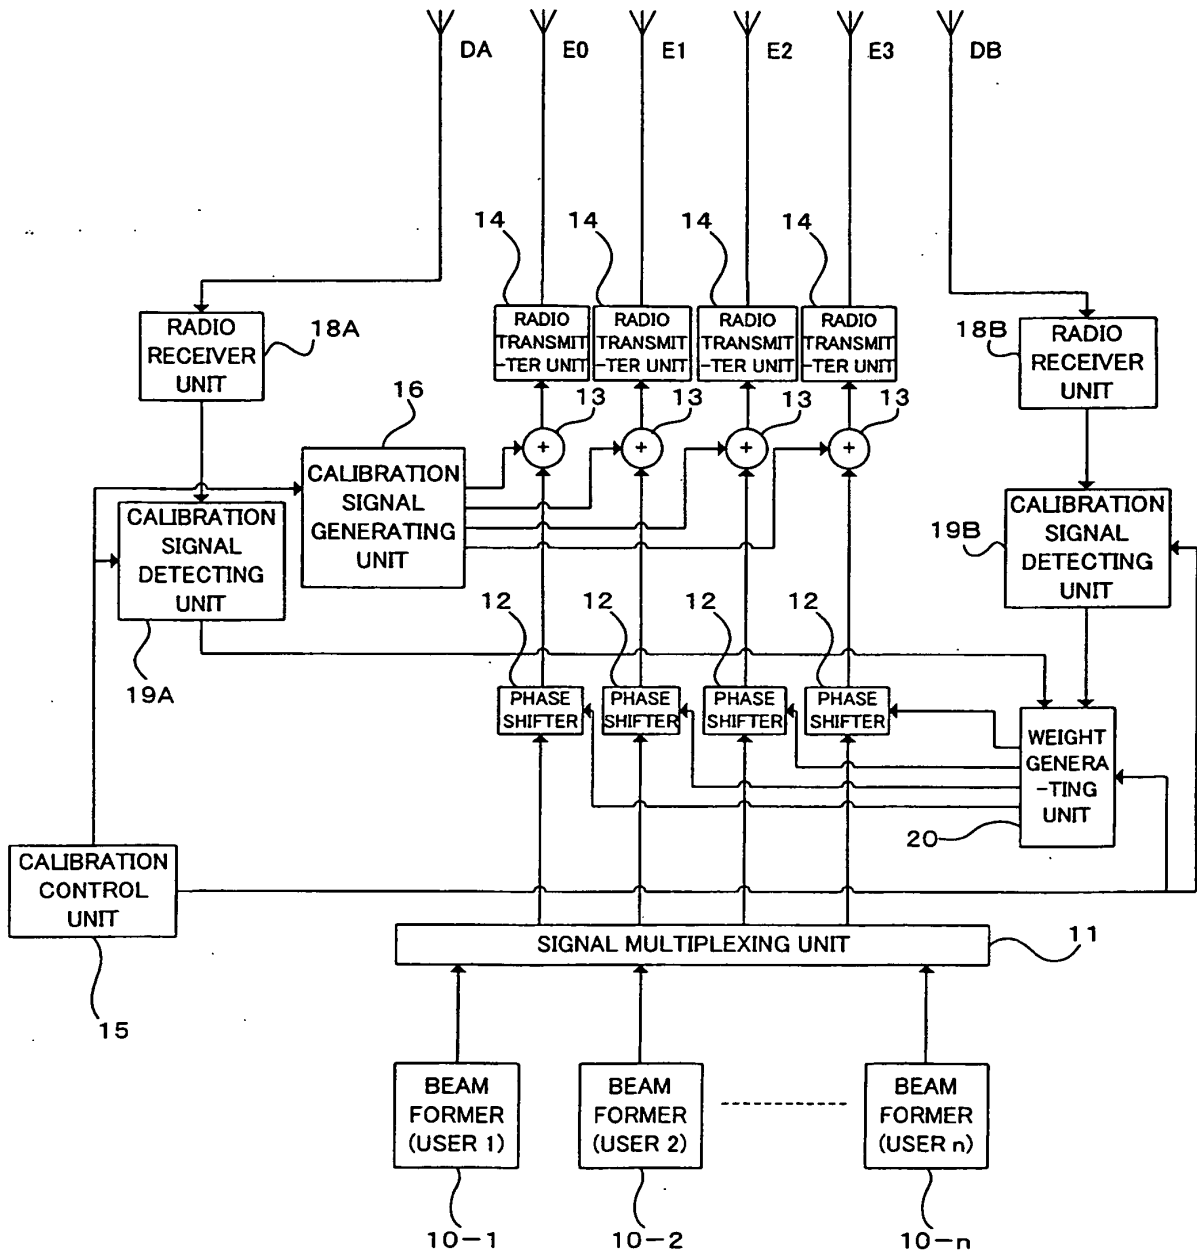 DA
E0
E1
E2
E3
DB
14
14
14
14
RADIO
RECEIVER
UNIT
18A
RADIO
TRANSMIT
-TER UNIT
RADIO
TRANSMIT
-TER UNIT
RADIO
TRANSMIT
-TER UNIT
RADIO
TRANSMIT
-TER UNIT
18B
RADIO
RECEIVER
UNIT
16
13
13
13
13
+
+
+
+
CALIBRATION
SIGNAL
GENERATING
UNIT
CALIBRATION
SIGNAL
DETECTING
UNIT
19A
19B
CALIBRATION
SIGNAL
DETECTING
UNIT
12
12
12
12
PHASE
SHIFTER
PHASE
SHIFTER
PHASE
SHIFTER
PHASE
SHIFTER
WEIGHT
GENERA
-TING
UNIT
20
CALIBRATION
CONTROL
UNIT
15
SIGNAL MULTIPLEXING UNIT
11
BEAM
FORMER
(USER 1)
BEAM
FORMER
(USER 2)
BEAM
FORMER
(USER n)
10-1
10-2
10-n